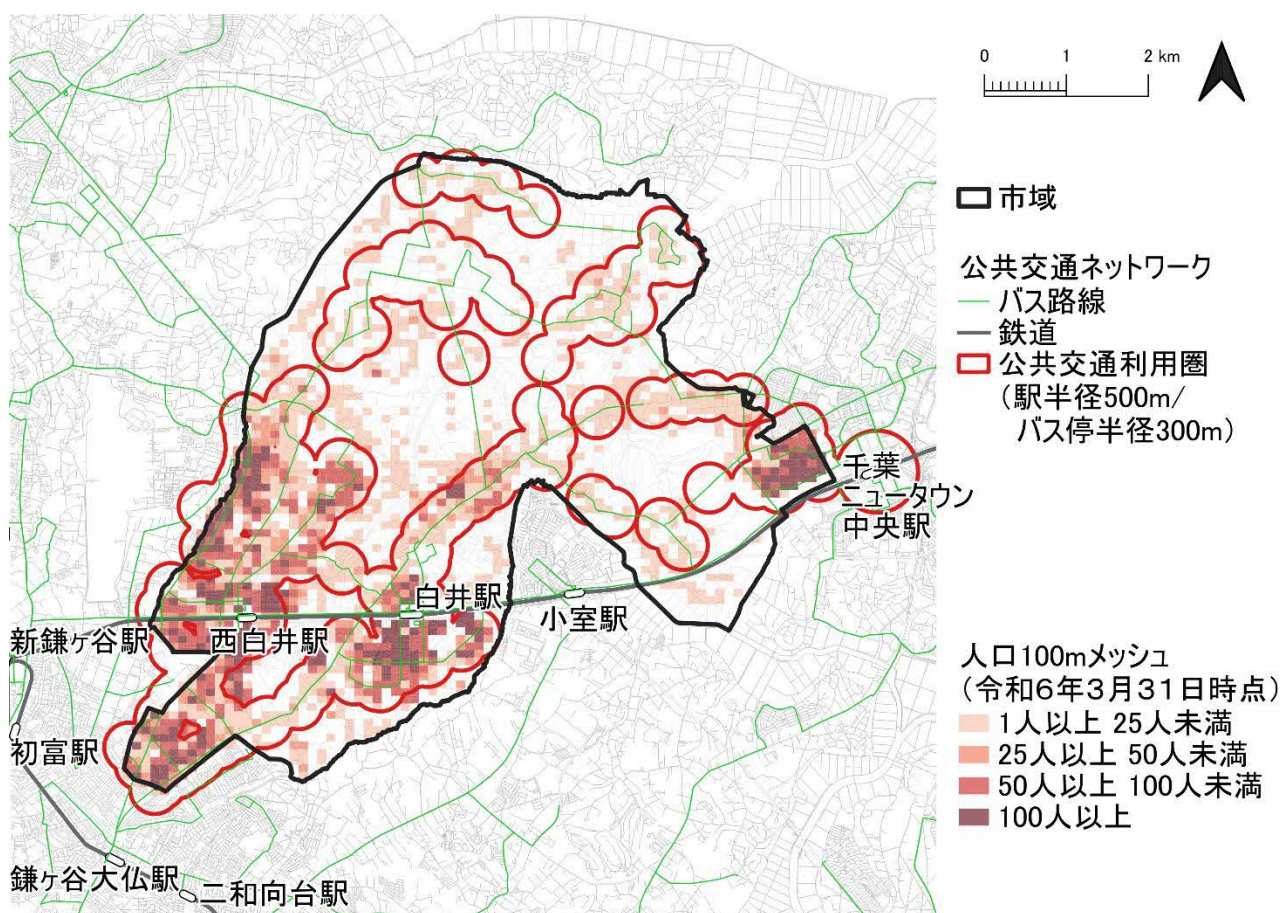 0 1 2 km
市域
公共交通ネットワーク
バス路線
鉄道
公共交通利用圏
（駅半径500m/
バス停半径300m）
千葉
ニュータウン
中央駅
白井駅
小室駅
新鎌ヶ谷駅
西白井駅
初富駅
鎌ヶ谷大仏駅
二和向台駅
人口100mメッシュ
（令和6年3月31日時点）
1人以上 25人未満
25人以上 50人未満
50人以上 100人未満
100人以上